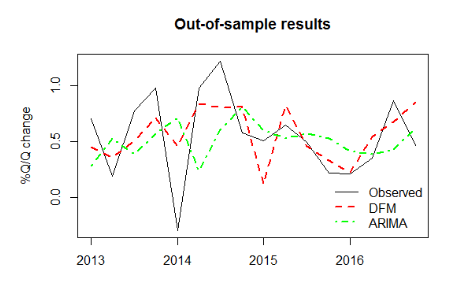 Out-of-sample results
%Q/Q change
1.0
0.5
0.0
Observed
DFM
ARIMA
2013 2014 2015 2016